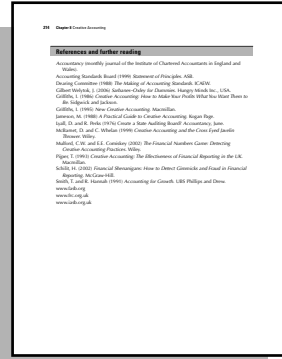 214 Chapter 8 Creative Accounting
References and further reading
Accountancy (monthly journal of the Institute of Chartered Accountants in England and
Wales).
Accounting Standards Board (1999) Statement of Principles. ASB.
Dearing Committee (1988) The Making of Accounting Standards. ICAEW.
Gilbert Welytok, J. (2006) Sarbanes-Oxley for Dummies. Hungry Minds Inc., USA.
Griffiths, I. (1986) Creative Accounting: How to Make Your Profits What You Want Them to
Be. Sidgwick and Jackson.
Griffiths, I. (1995) New Creative Accounting. Macmillan.
Jameson, M. (1988) A Practical Guide to Creative Accounting. Kogan Page.
Lyall, D. and R. Perks (1976) Create a State Auditing Board? Accountancy, June.
McBarnet, D. and C. Whelan (1999) Creative Accounting and the Cross Eyed Javelin
Thrower. Wiley.
Mulford, C.W. and E.E. Comiskey (2002) The Financial Numbers Game: Detecting
Creative Accounting Practices. Wiley.
Pijper, T. (1993) Creative Accounting: The Effectiveness of Financial Reporting in the UK.
Macmillan.
Schilit, H. (2002) Financial Shenanigans: How to Detect Gimmicks and Fraud in Financial
Reporting. McGraw-Hill.
Smith, T. and R. Hannah (1991) Accounting for Growth. UBS Phillips and Drew.
www.iasb.org
www.frc.org.uk
www.iasb.org.uk